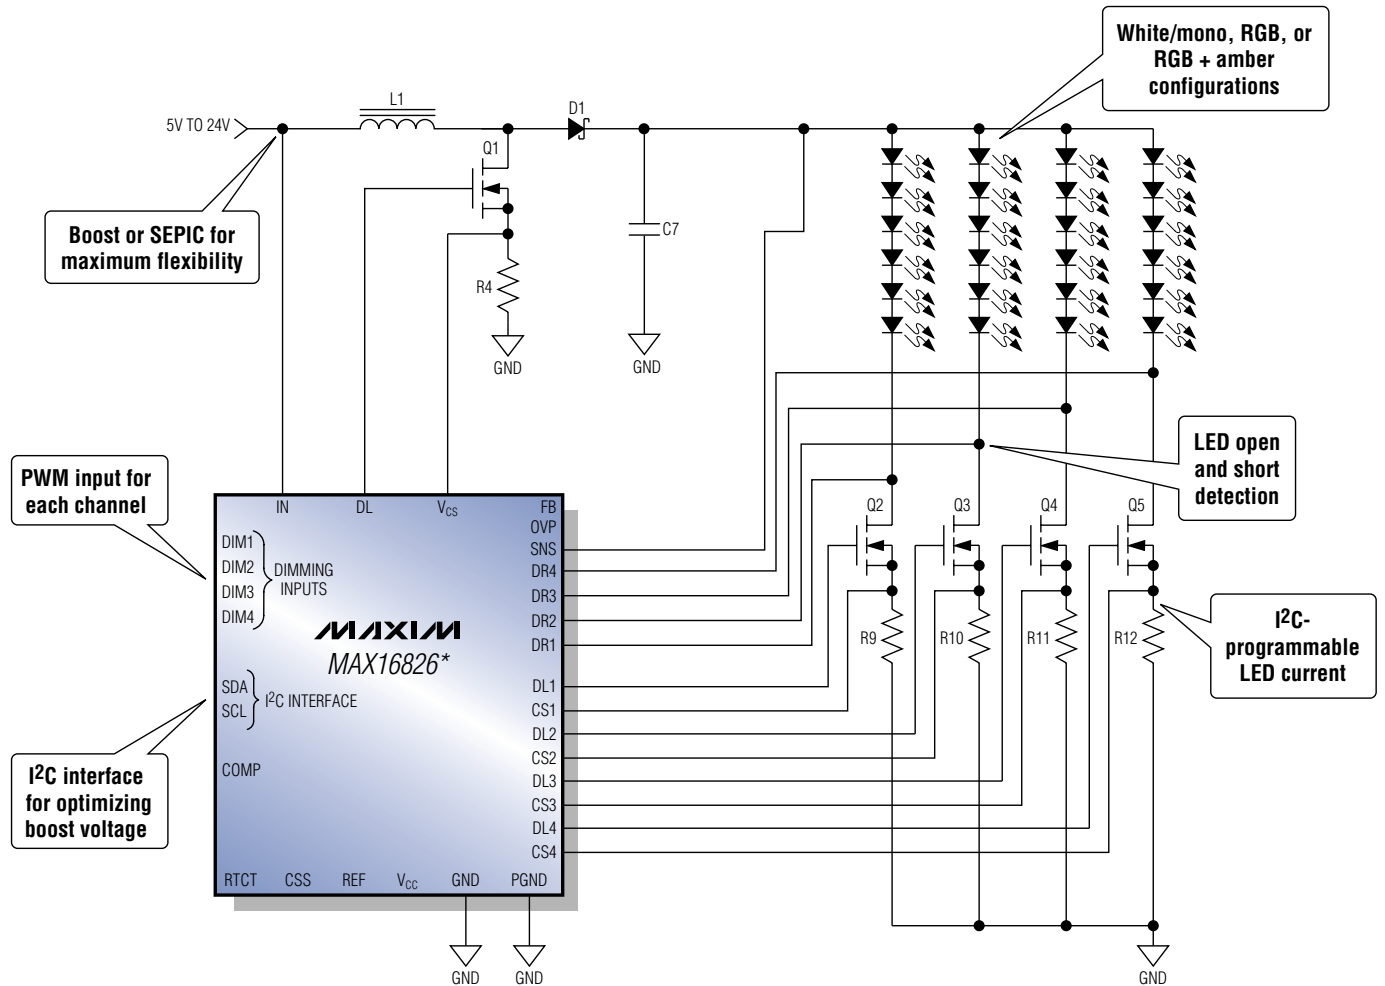 White/mono, RGB, or
RGB + amber
configurations
L1
D1
5V TO 24V
Q1
Boost or SEPIC for
maximum flexibility
C7
R4
GND
GND
LED open
and short
detection
PWM input for
each channel
IN
DL
VCS
FB
OVP
SNS
DR4
DR3
DR2
DR1
DL1
CS1
DL2
CS2
DL3
CS3
DL4
CS4
DIM1
DIM2
DIM3
DIM4
DIMMING
INPUTS
MAXIM
MAX16826*
SDA
SCL
I2C INTERFACE
COMP
RTCT
CSS
REF
VCC
GND
PGND
Q2
Q3
Q4
Q5
R9
R10
R11
R12
I2C-
programmable
LED current
I2C interface
for optimizing
boost voltage
GND
GND
GND